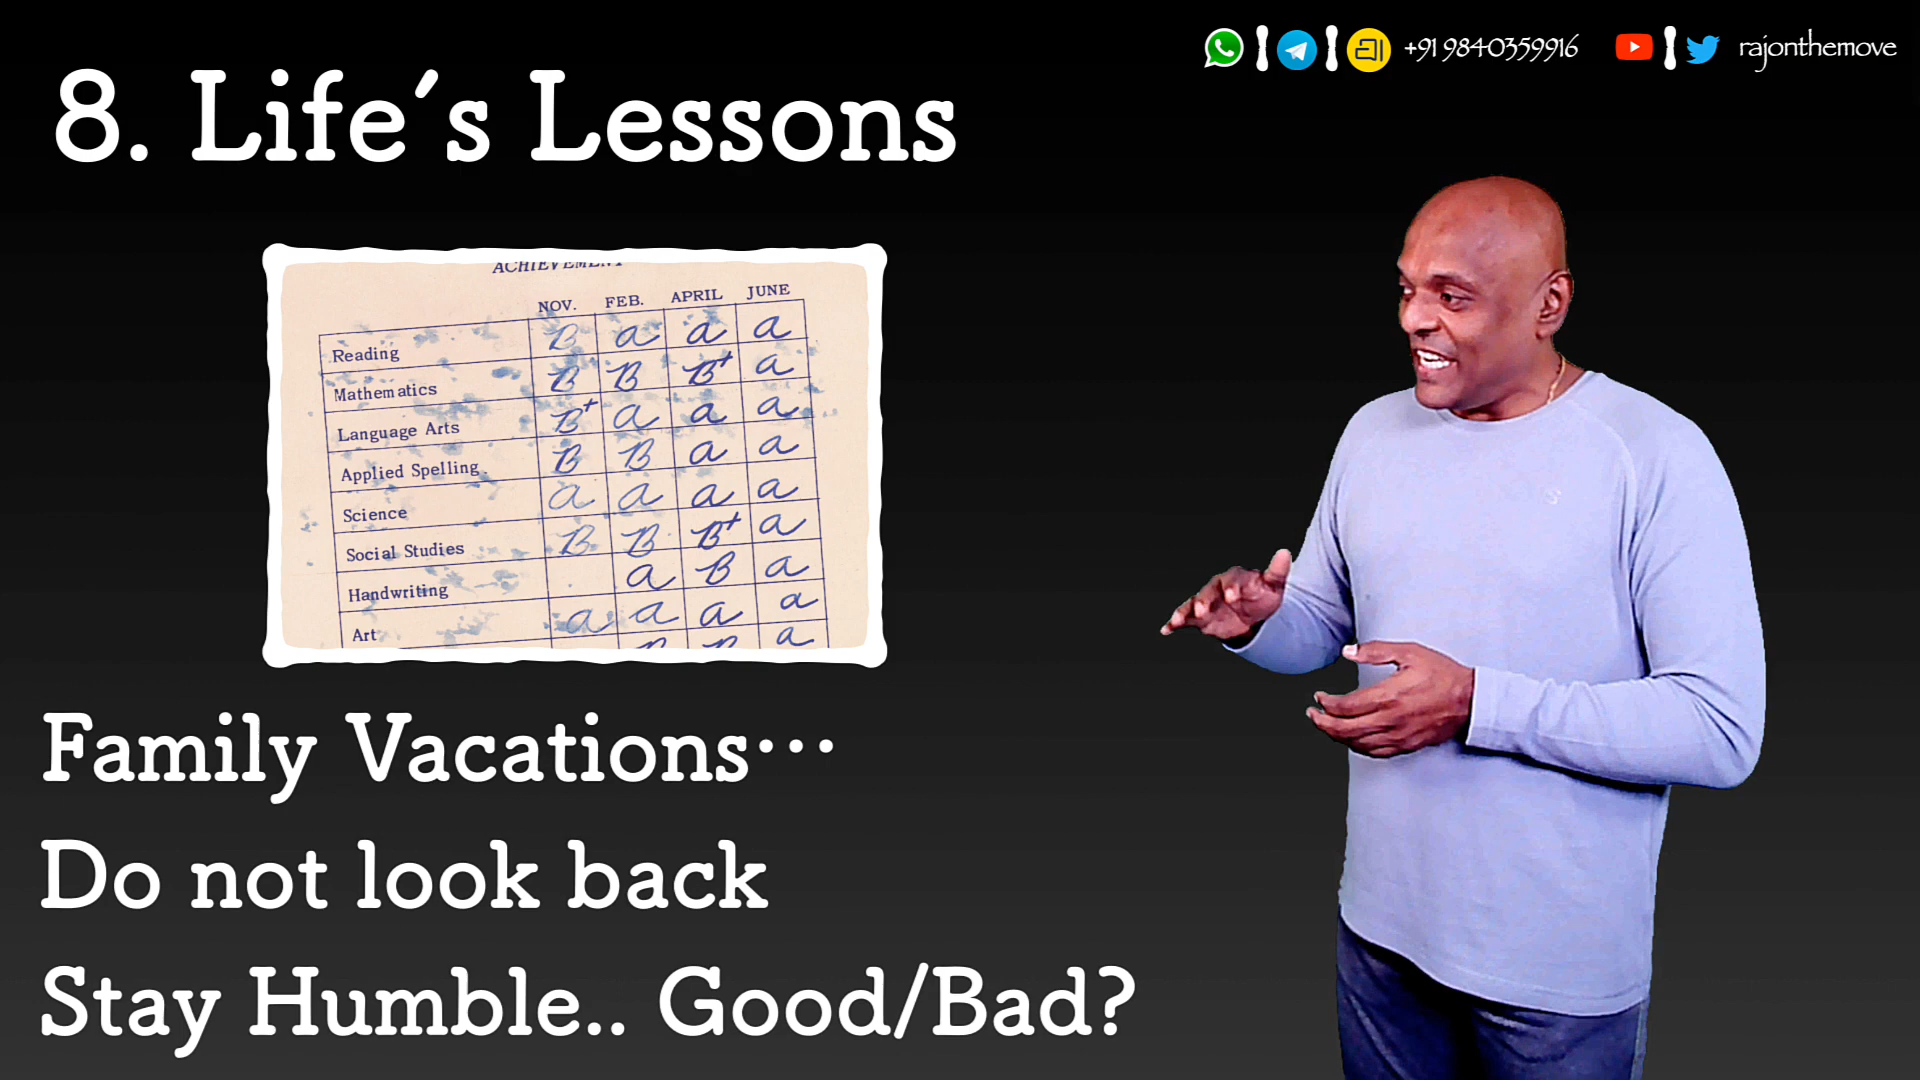 +91 9840359916 rajonthemove
8. Life's Lessons
ACHIEVEMENT
NOV. FEB. APRIL JUNE
Reading B a a a
Mathematics B B B+ a
Language Arts B+ a a a
Applied Spelling B B a a
Science a a a a
Social Studies B B B+ a
Handwriting a B a
Art a a a a
B B a
Family Vacations...
Do not look back
Stay Humble.. Good/Bad?